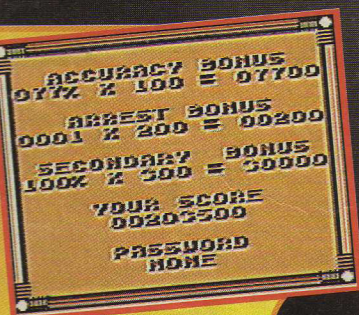 ACCURACY BONUS
077% X 100 = 07700
ARREST BONUS
0001 X 200 = 00200
SECONDARY BONUS
100% X 300 = 30000
YOUR SCORE
00203500
PASSWORD
NONE